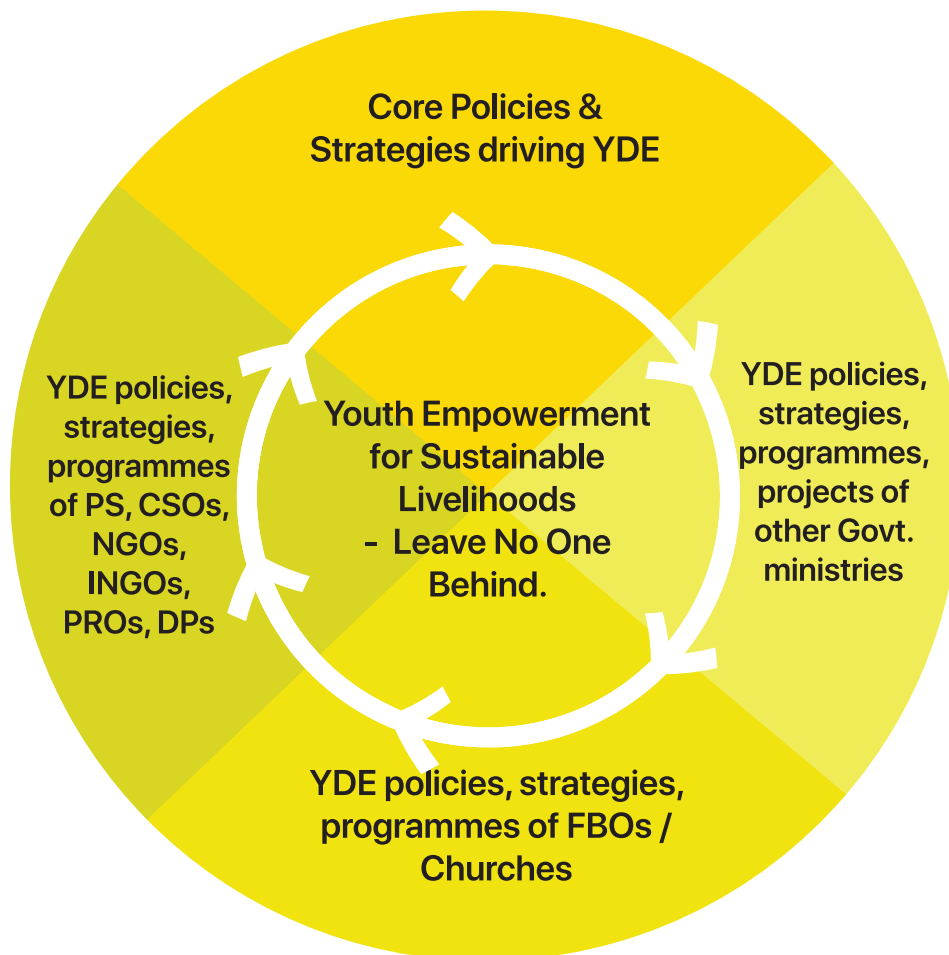 Core Policies &
Strategies driving YDE
YDE policies,
strategies,
programmes,
projects of
other Govt.
ministries
YDE policies, strategies,
programmes of FBOs /
Churches
YDE policies,
strategies,
programmes
of PS, CSOs,
NGOs,
INGOs,
PROs, DPs
Youth Empowerment
for Sustainable
Livelihoods
- Leave No One
Behind.